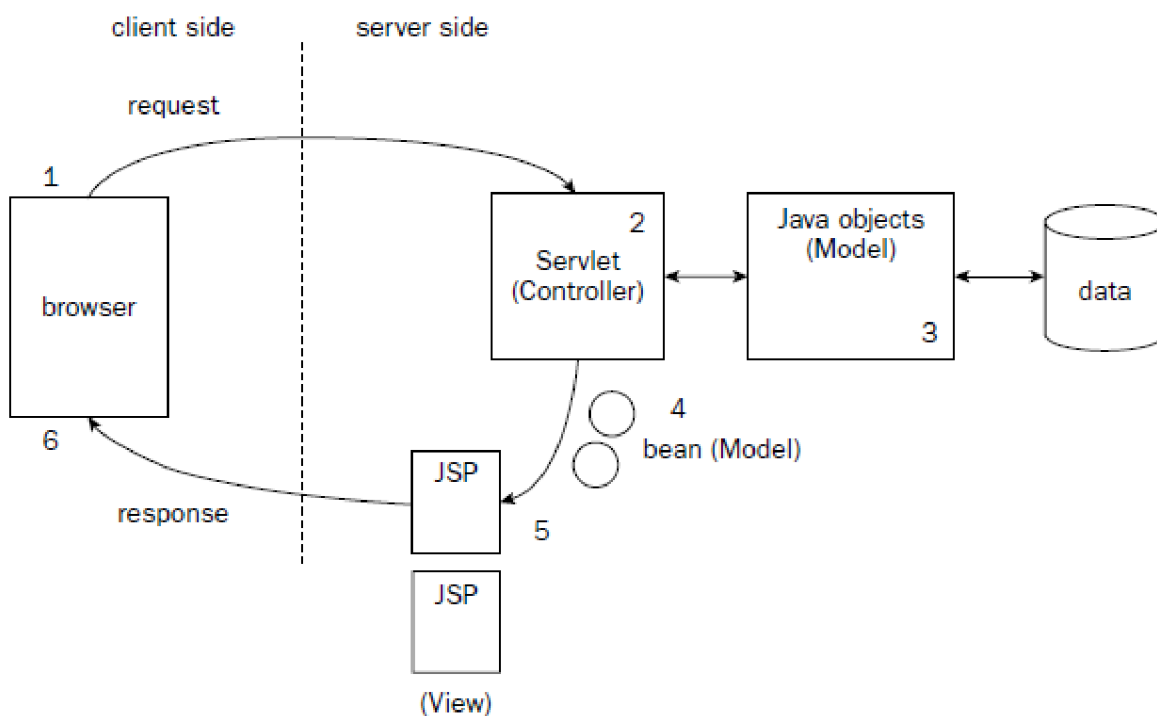 client side
server side
request
1
browser
6
response
2
Servlet
(Controller)
Java objects
(Model)
3
data
4
bean (Model)
JSP
5
JSP
(View)